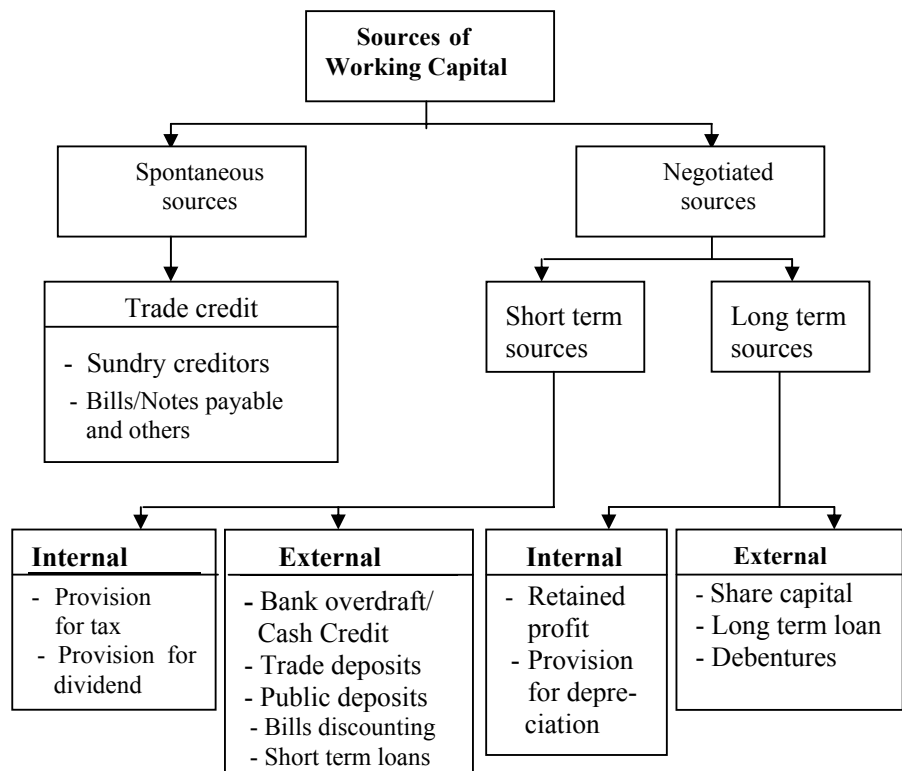 Sources of
Working Capital
Spontaneous
sources
Negotiated
sources
Trade credit
- Sundry creditors
- Bills/Notes payable
and others
Short term
sources
Long term
sources
Internal
- Provision
for tax
- Provision for
dividend
External
- Bank overdraft/
Cash Credit
- Trade deposits
- Public deposits
- Bills discounting
- Short term loans
Internal
- Retained
profit
- Provision
for depre-
ciation
External
- Share capital
- Long term loan
- Debentures